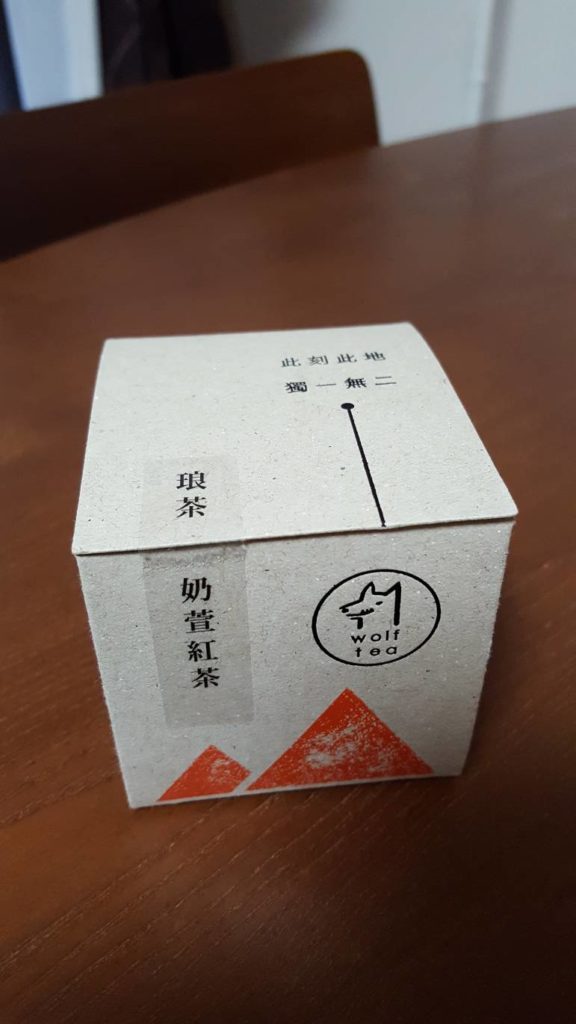 此刻此地
獨一無二
琅茶
奶萱紅茶
wolf
tea